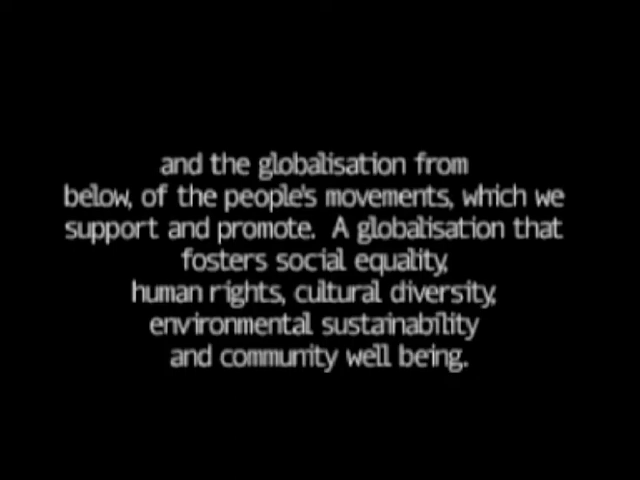 and the globalisation from
below, of the people's movements, which we
support and promote. A globalisation that
fosters social equality,
human rights, cultural diversity,
environmental sustainability
and community well being.